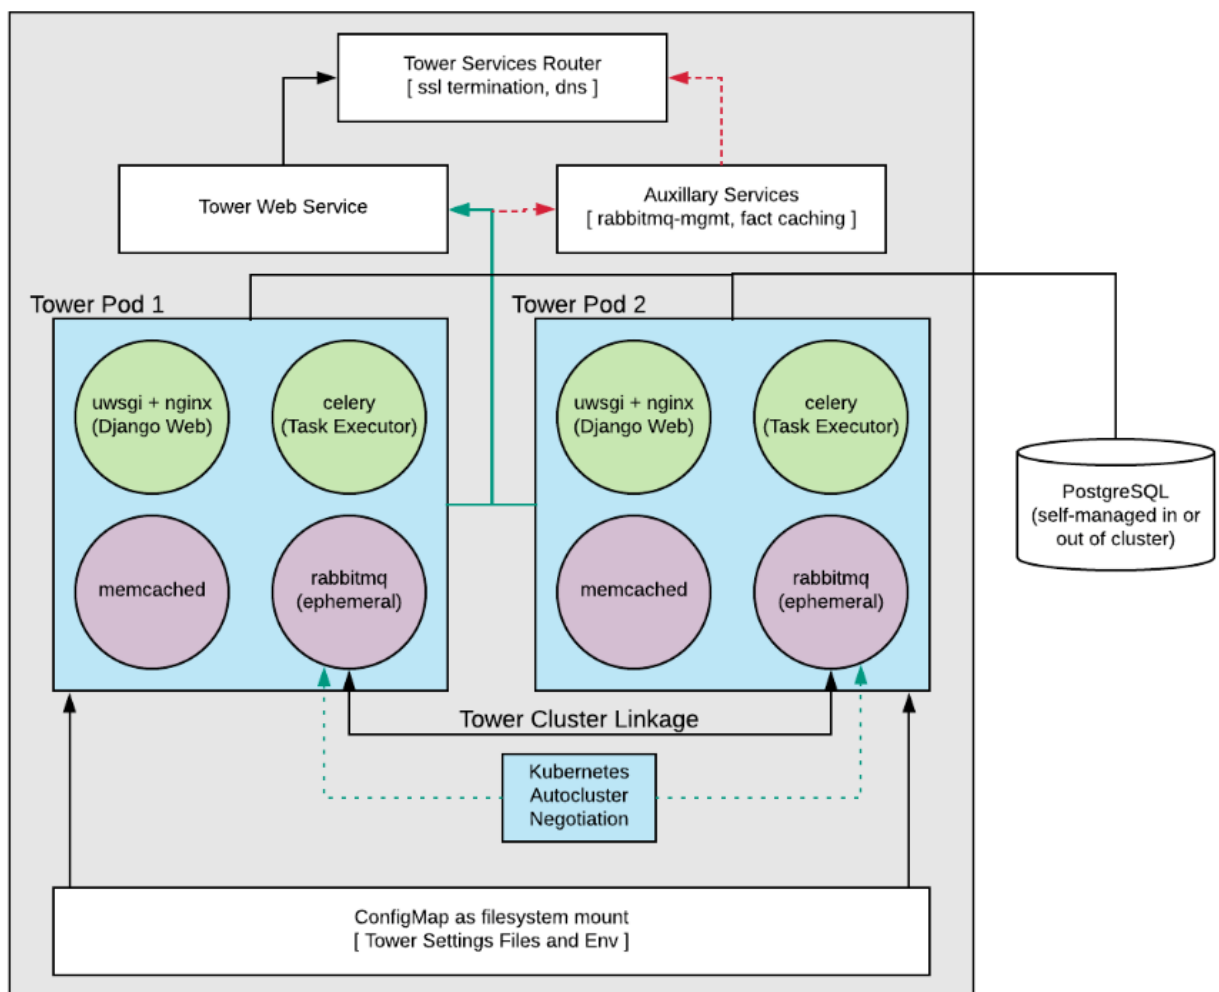 Tower Services Router
[ ssl termination, dns ]
Tower Web Service
Auxillary Services
[ rabbitmq-mgmt, fact caching ]
Tower Pod 1
uwsgi + nginx
(Django Web)
celery
(Task Executor)
memcached
rabbitmq
(ephemeral)
Tower Pod 2
uwsgi + nginx
(Django Web)
celery
(Task Executor)
memcached
rabbitmq
(ephemeral)
PostgreSQL
(self-managed in or
out of cluster)
Tower Cluster Linkage
Kubernetes
Autocluster
Negotiation
ConfigMap as filesystem mount
[ Tower Settings Files and Env ]